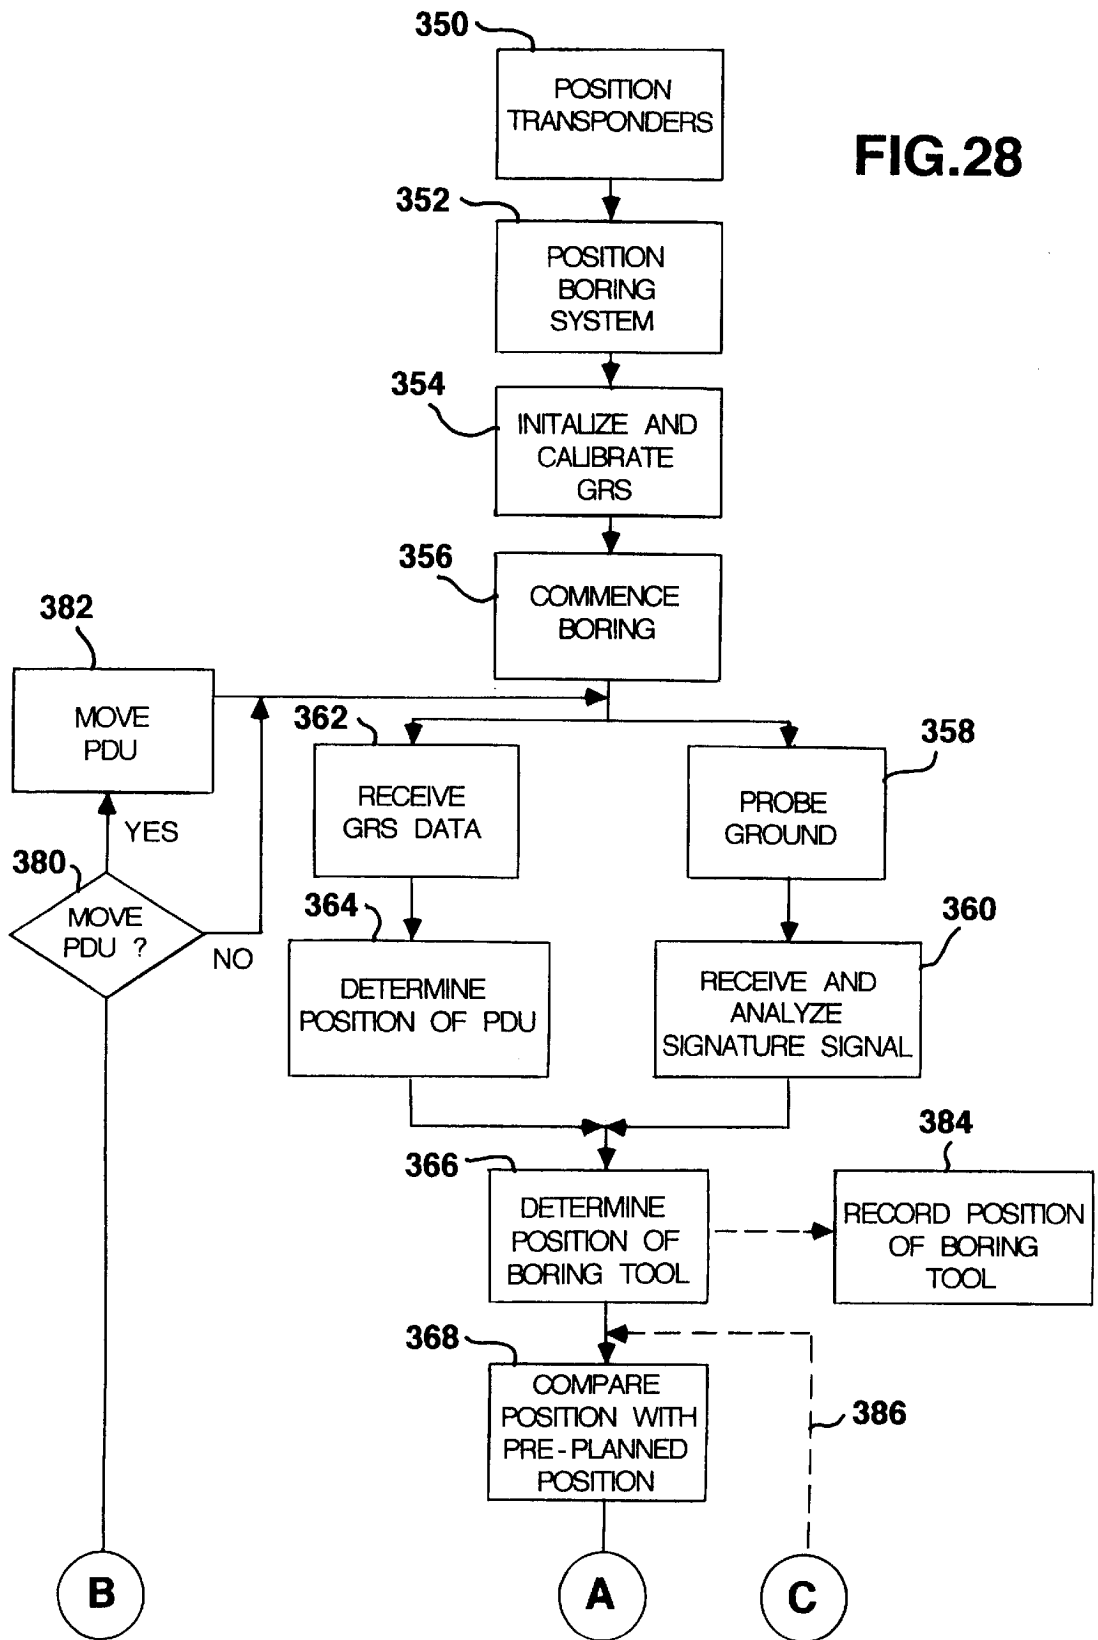 350
POSITION
TRANSPONDERS
FIG.28
352
POSITION
BORING
SYSTEM
354
INITALIZE AND
CALIBRATE
GRS
356
COMMENCE
BORING
382
MOVE
PDU
362
RECEIVE
GRS DATA
358
PROBE
GROUND
YES
380
MOVE
PDU ?
NO
364
DETERMINE
POSITION OF PDU
360
RECEIVE AND
ANALYZE
SIGNATURE SIGNAL
366
DETERMINE
POSITION OF
BORING TOOL
384
RECORD POSITION
OF BORING
TOOL
368
COMPARE
POSITION WITH
PRE-PLANNED
POSITION
386
B
A
C